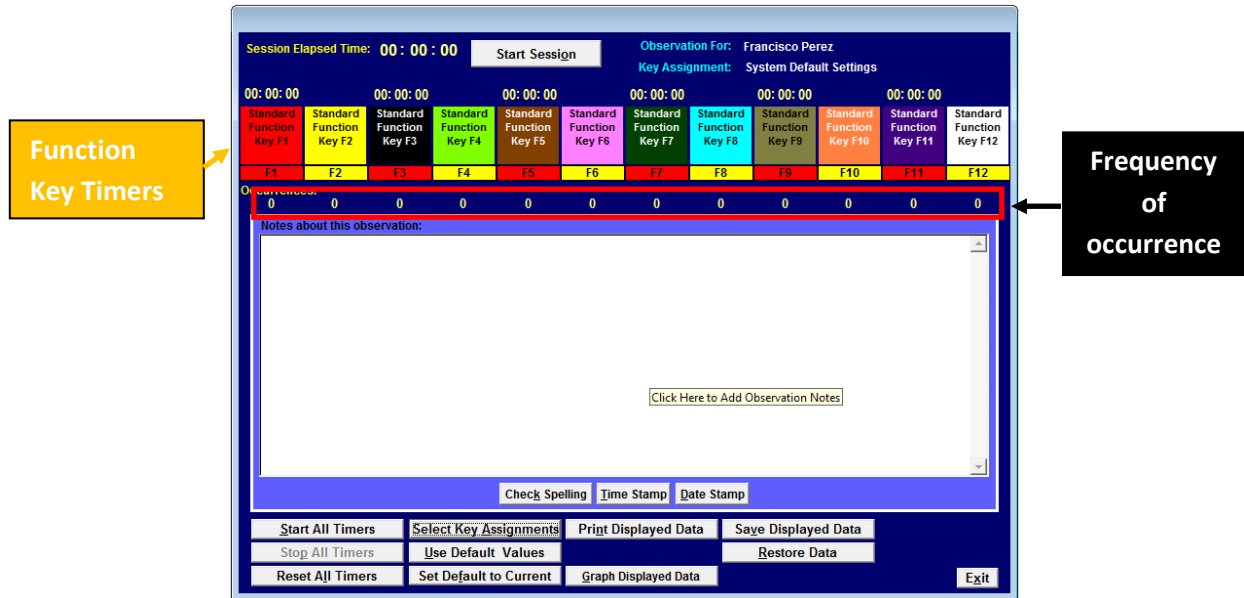 Session Elapsed Time: 00: 00 : 00 Start Session Observation For: Francisco Perez
Key Assignment: System Default Settings
00: 00: 00 00: 00: 00 00: 00: 00 00: 00: 00 00: 00: 00 00: 00: 00
Standard Standard Standard Standard Standard Standard Standard Standard Standard Standard Standard Standard
Function Function Function Function Function Function Function Function Function Function Function Function
Key F1 Key F2 Key F3 Key F4 Key F5 Key F6 Key F7 Key F8 Key F9 Key F10 Key F11 Key F12
F1 F2 F3 F4 F5 F6 F7 F8 F9 F10 F11 F12
Function
Key Timers
Frequency
of
occurrence
Occurrences:
0 0 0 0 0 0 0 0 0 0 0 0
Notes about this observation:
Click Here to Add Observation Notes
Check Spelling Time Stamp Date Stamp
Start All Timers Select Key Assignments Print Displayed Data Save Displayed Data
Stop All Timers Use Default Values Restore Data
Reset All Timers Set Default to Current Graph Displayed Data Exit